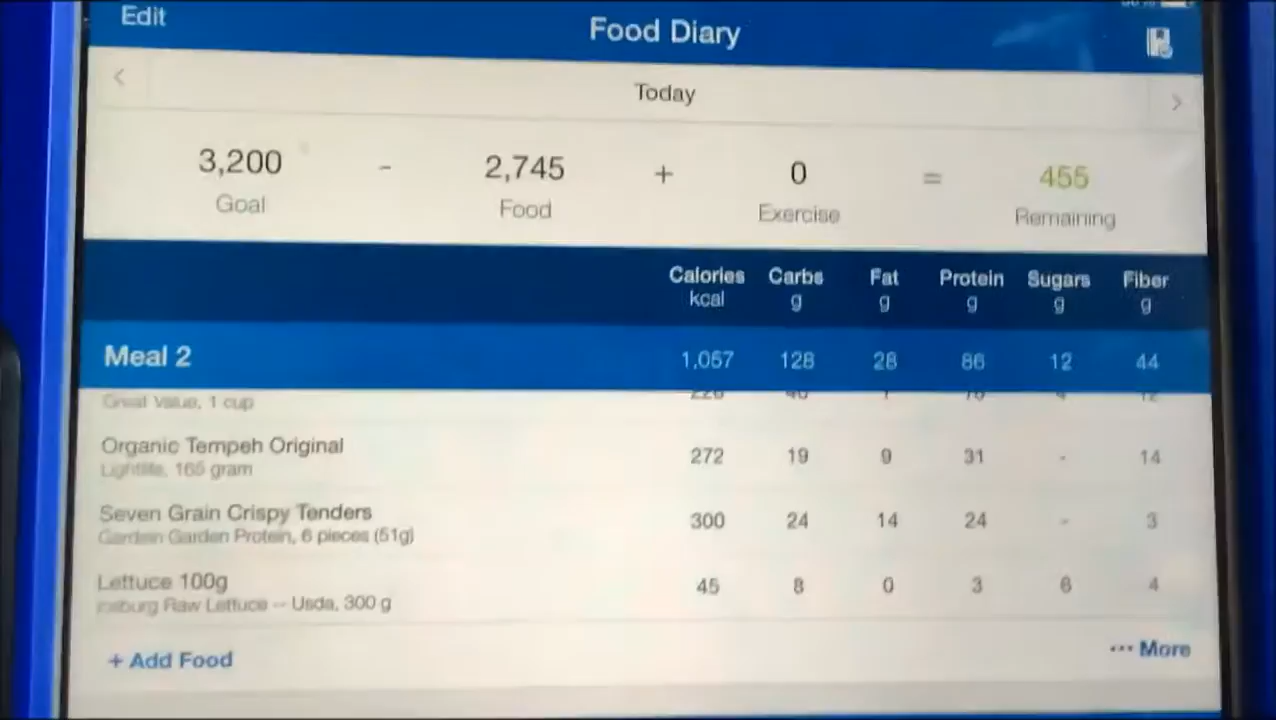 Edit
Food Diary
Today
3,200 - 2,745 + 0 = 455
Goal Food Exercise Remaining
Calories Carbs Fat Protein Sugars Fiber
kcal g g g g g
Meal 2 1,057 128 28 86 12 44
Great Value, 1 cup
Organic Tempeh Original
Lightlife, 165 gram
272 19 9 31 - 14
Seven Grain Crispy Tenders
Gardein Garden Protein, 6 pieces (51g)
300 24 14 24 - 3
Lettuce 100g
Iceburg Raw Lettuce -- Usda, 300 g
45 8 0 3 6 4
+ Add Food
••• More